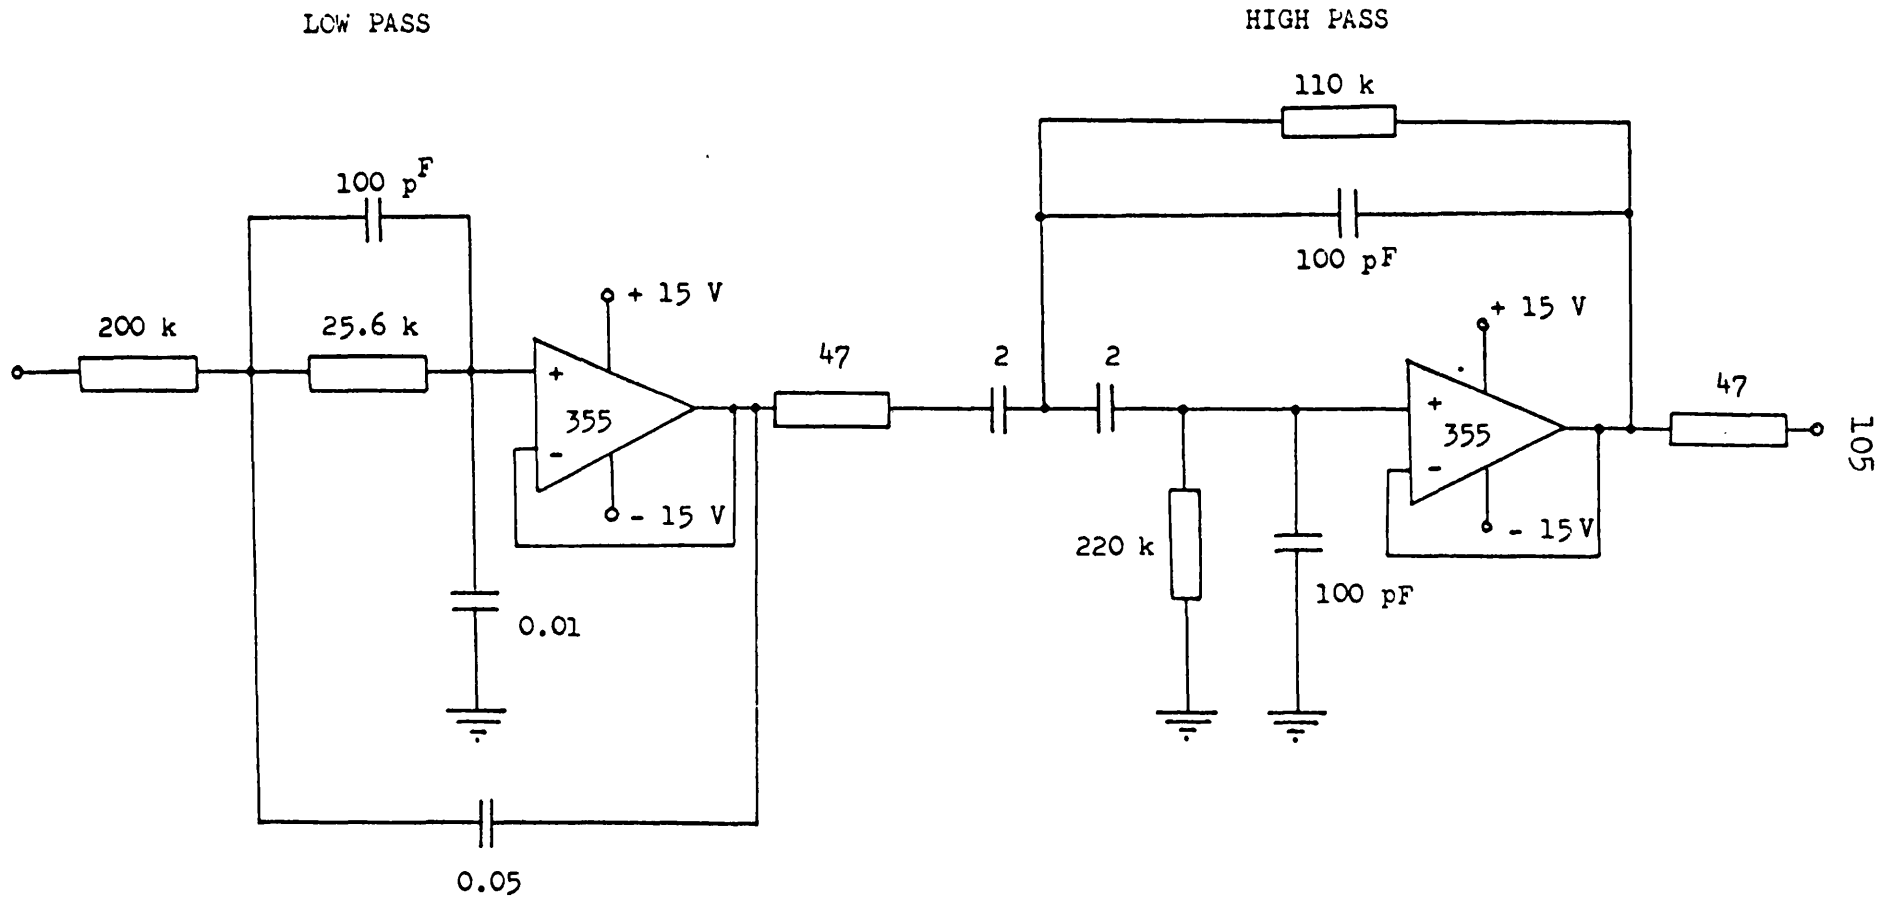 LOW PASS
HIGH PASS
110 k
100 pF
100 pF
+ 15 V
+ 15 V
200 k
25.6 k
47
2
2
47
+
355
-
+
355
-
105
- 15 V
- 15 V
220 k
100 pF
0.01
0.05